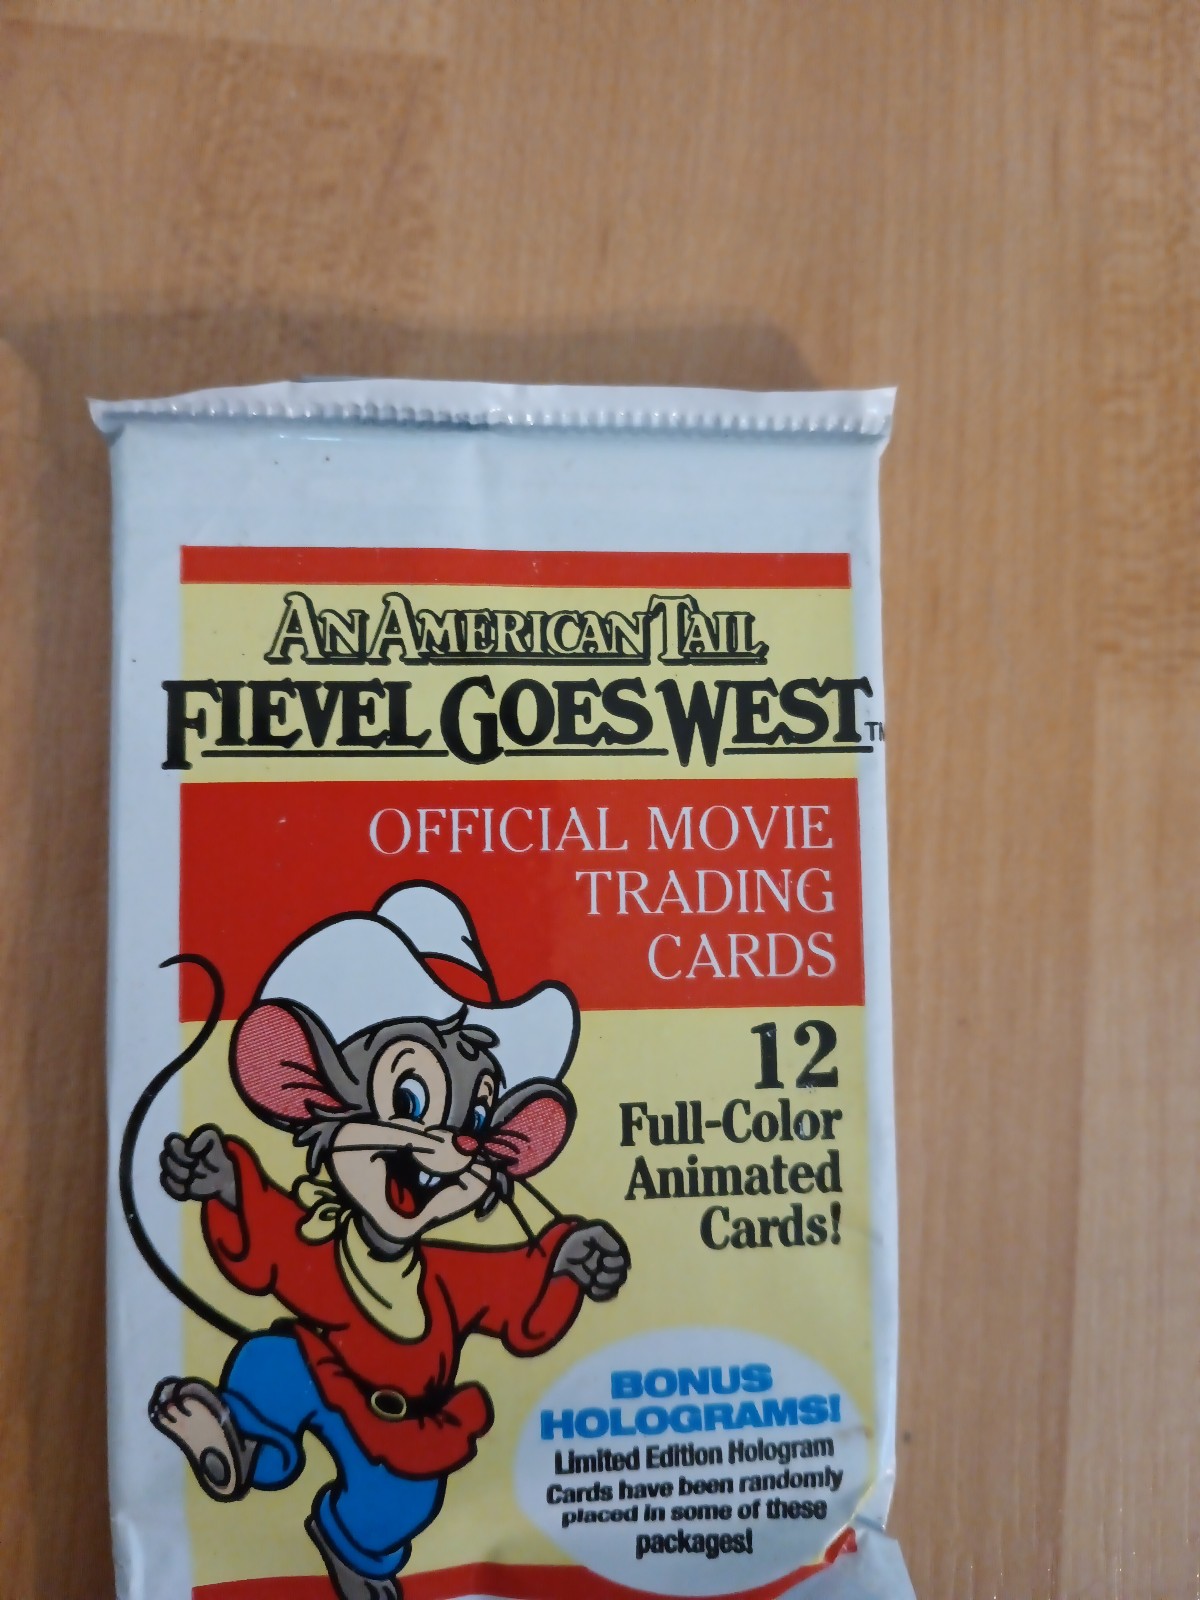 AN AMERICAN TAIL
FIEVEL GOES WEST™
OFFICIAL MOVIE
TRADING
CARDS
12
Full-Color
Animated
Cards!
BONUS
HOLOGRAMS!
Limited Edition Hologram
Cards have been randomly
placed in some of these
packages!